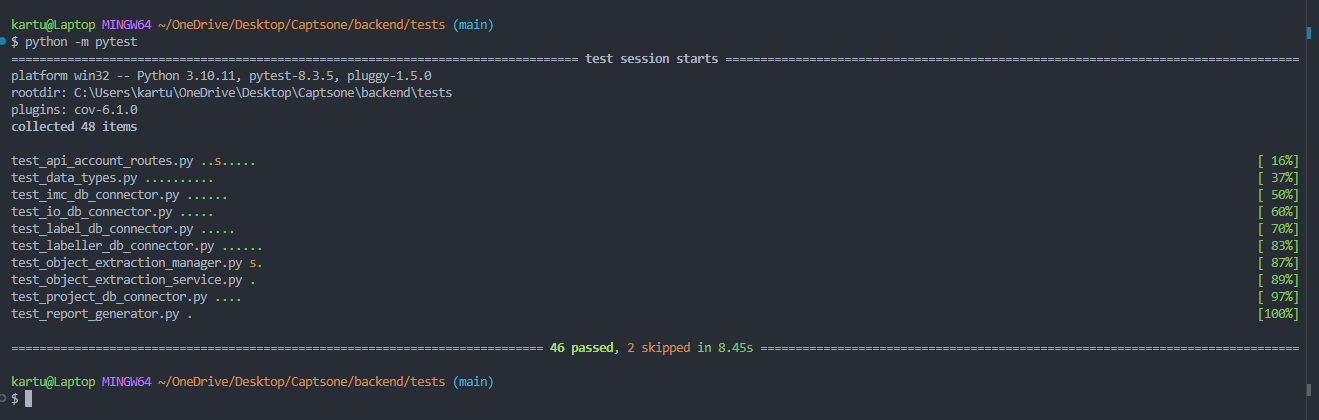 kartu@Laptop MINGW64 ~/OneDrive/Desktop/Captsone/backend/tests (main)
$ python -m pytest
============================= test session starts =============================
platform win32 -- Python 3.10.11, pytest-8.3.5, pluggy-1.5.0
rootdir: C:\Users\kartu\OneDrive\Desktop\Captsone\backend\tests
plugins: cov-6.1.0
collected 48 items
test_api_account_routes.py ..s..... [ 16%]
test_data_types.py .......... [ 37%]
test_imc_db_connector.py ...... [ 50%]
test_io_db_connector.py ..... [ 60%]
test_label_db_connector.py ..... [ 70%]
test_labeller_db_connector.py ...... [ 83%]
test_object_extraction_manager.py s. [ 87%]
test_object_extraction_service.py . [ 89%]
test_project_db_connector.py .... [ 97%]
test_report_generator.py . [100%]
============================= 46 passed, 2 skipped in 8.45s =============================
kartu@Laptop MINGW64 ~/OneDrive/Desktop/Captsone/backend/tests (main)
$